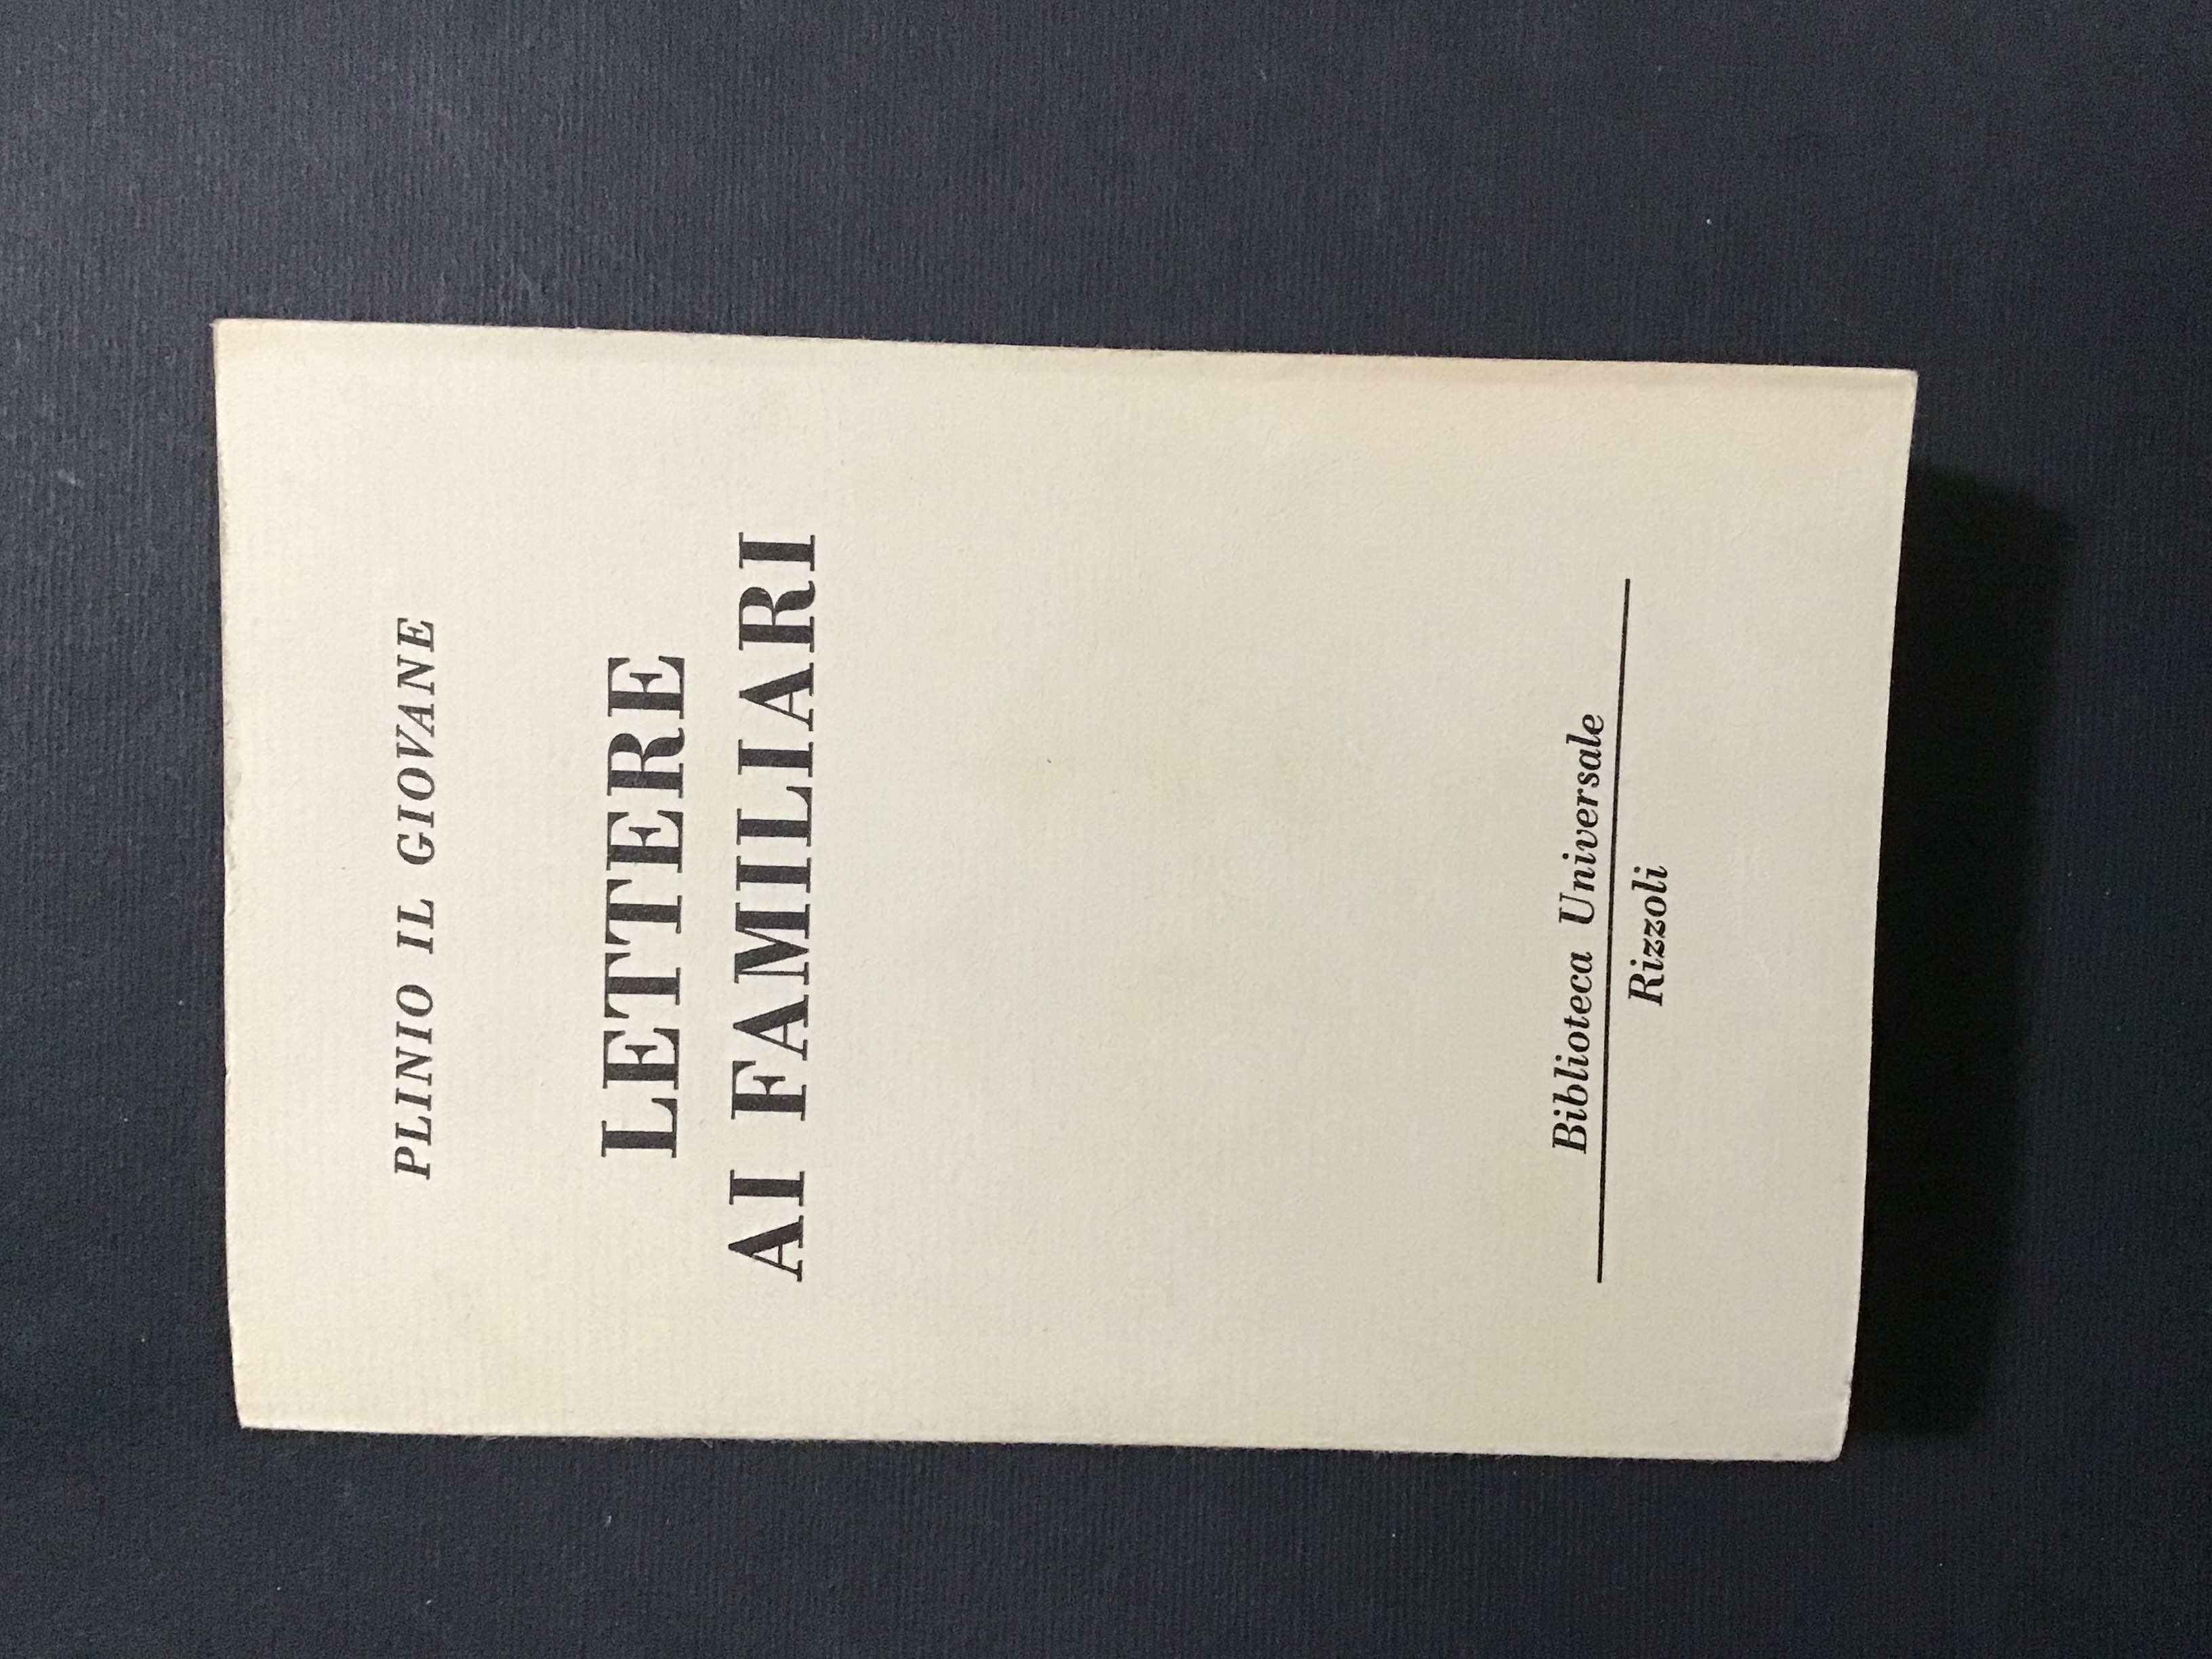 PLINIO IL GIOVANE
LETTERE
AI FAMILIARI
Biblioteca Universale
Rizzoli